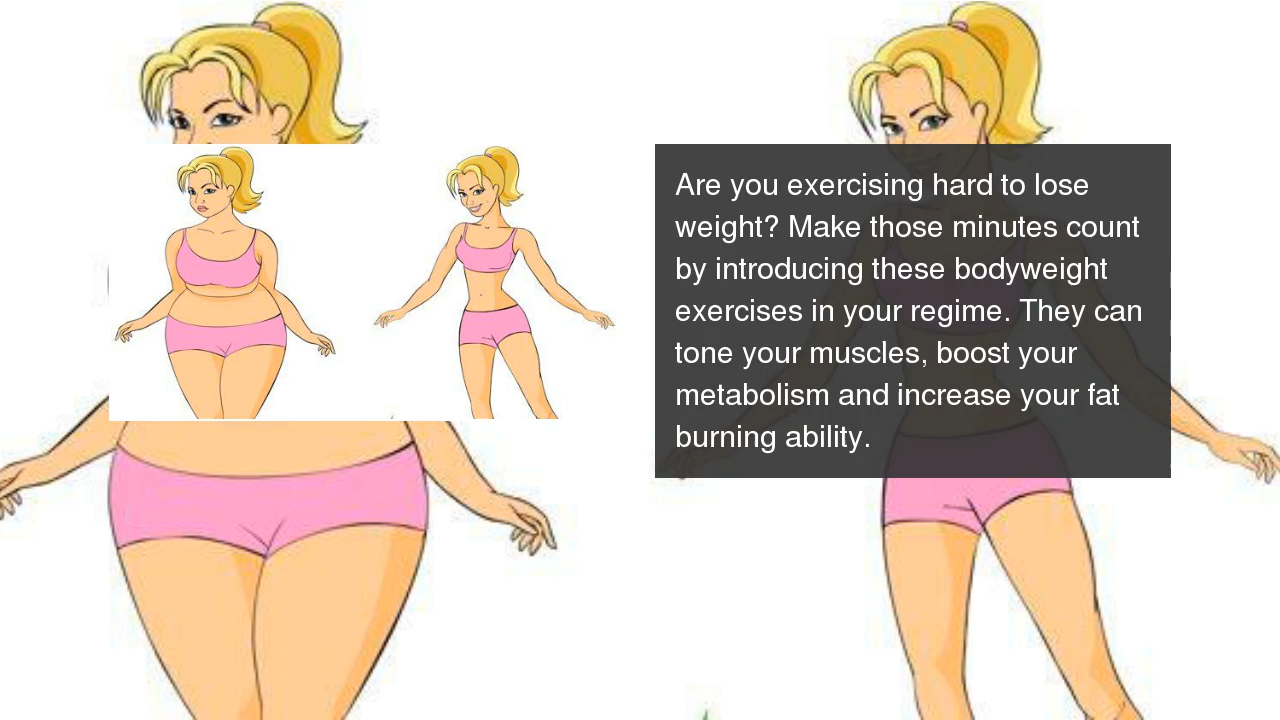 Are you exercising hard to lose
weight? Make those minutes count
by introducing these bodyweight
exercises in your regime. They can
tone your muscles, boost your
metabolism and increase your fat
burning ability.